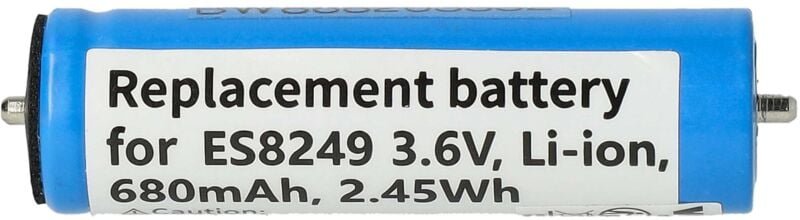 Replacement battery
for ES8249 3.6V, Li-ion,
680mAh, 2.45Wh